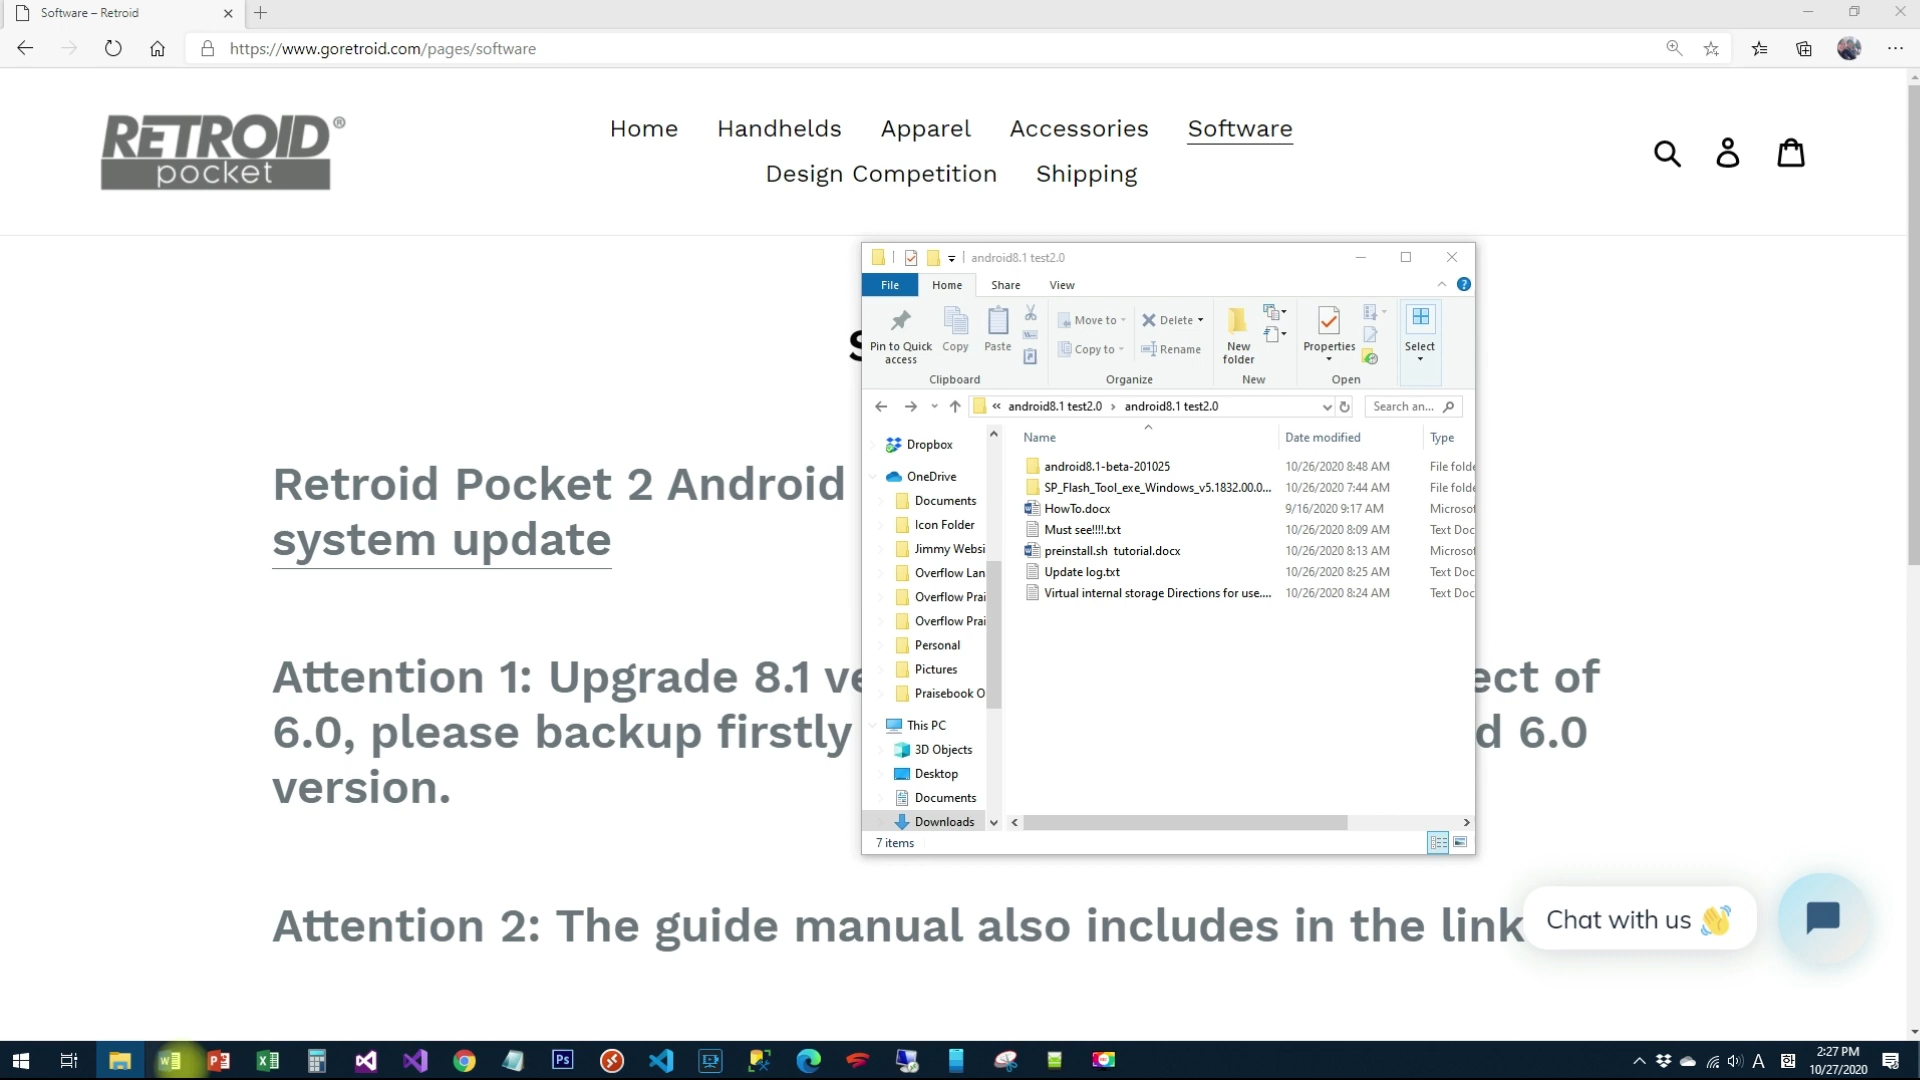 Software – Retroid
https://www.goretroid.com/pages/software
RETROID®
pocket
Home Handhelds Apparel Accessories Software
Design Competition Shipping
S
Retroid Pocket 2 Android
system update
Attention 1: Upgrade 8.1 ve ect of
6.0, please backup firstly d 6.0
version.
Attention 2: The guide manual also includes in the link
android8.1 test2.0
File Home Share View
Pin to Quick
access
Copy
Paste
Clipboard
Move to
Copy to
Delete
Rename
Organize
New
folder
New
Properties
Open
Select
« android8.1 test2.0 › android8.1 test2.0
Search an...
Dropbox
OneDrive
Documents
Icon Folder
Jimmy Websi
Overflow Lan
Overflow Prai
Overflow Prai
Personal
Pictures
Praisebook O
This PC
3D Objects
Desktop
Documents
Downloads
Name Date modified Type
android8.1-beta-201025 10/26/2020 8:48 AM File folde
SP_Flash_Tool_exe_Windows_v5.1832.00.0... 10/26/2020 7:44 AM File folde
HowTo.docx 9/16/2020 9:17 AM Microsof
Must see!!!!.txt 10/26/2020 8:09 AM Text Doc
preinstall.sh tutorial.docx 10/26/2020 8:13 AM Microsof
Update log.txt 10/26/2020 8:25 AM Text Doc
Virtual internal storage Directions for use.... 10/26/2020 8:24 AM Text Doc
7 items
Chat with us 👋
Ps
A
2:27 PM
10/27/2020